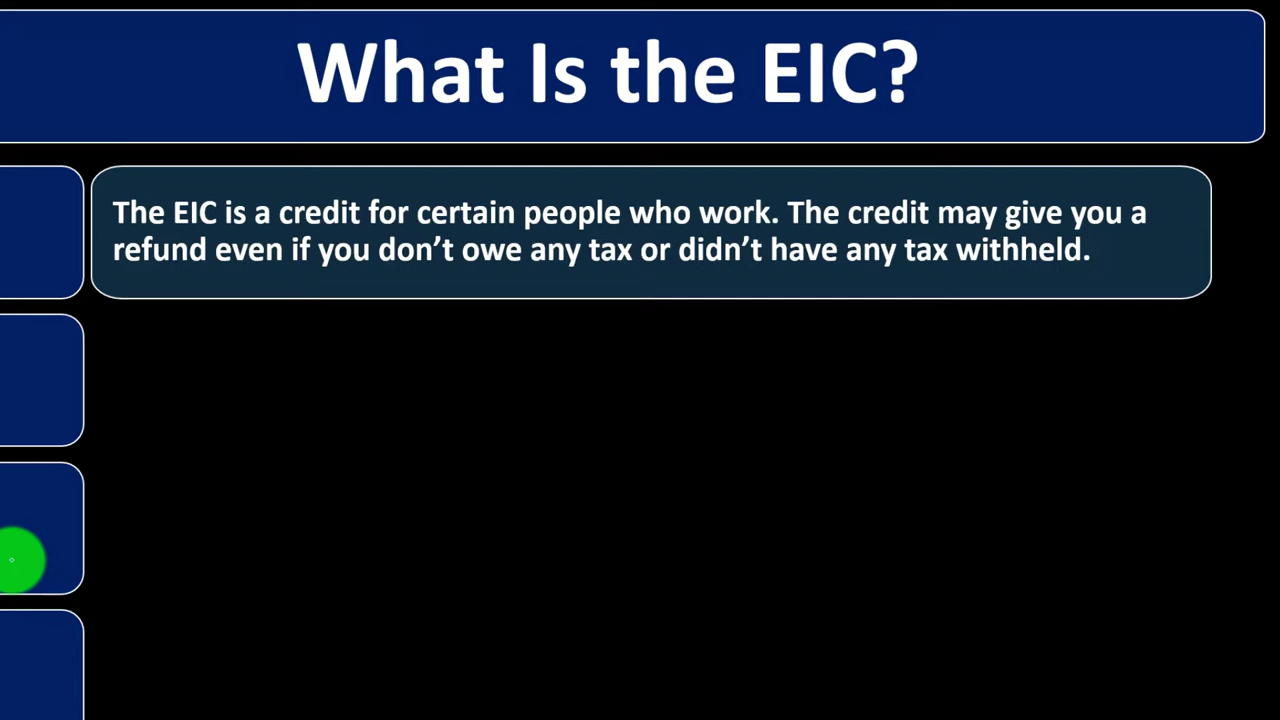 What Is the EIC?
The EIC is a credit for certain people who work. The credit may give you a
refund even if you don’t owe any tax or didn’t have any tax withheld.